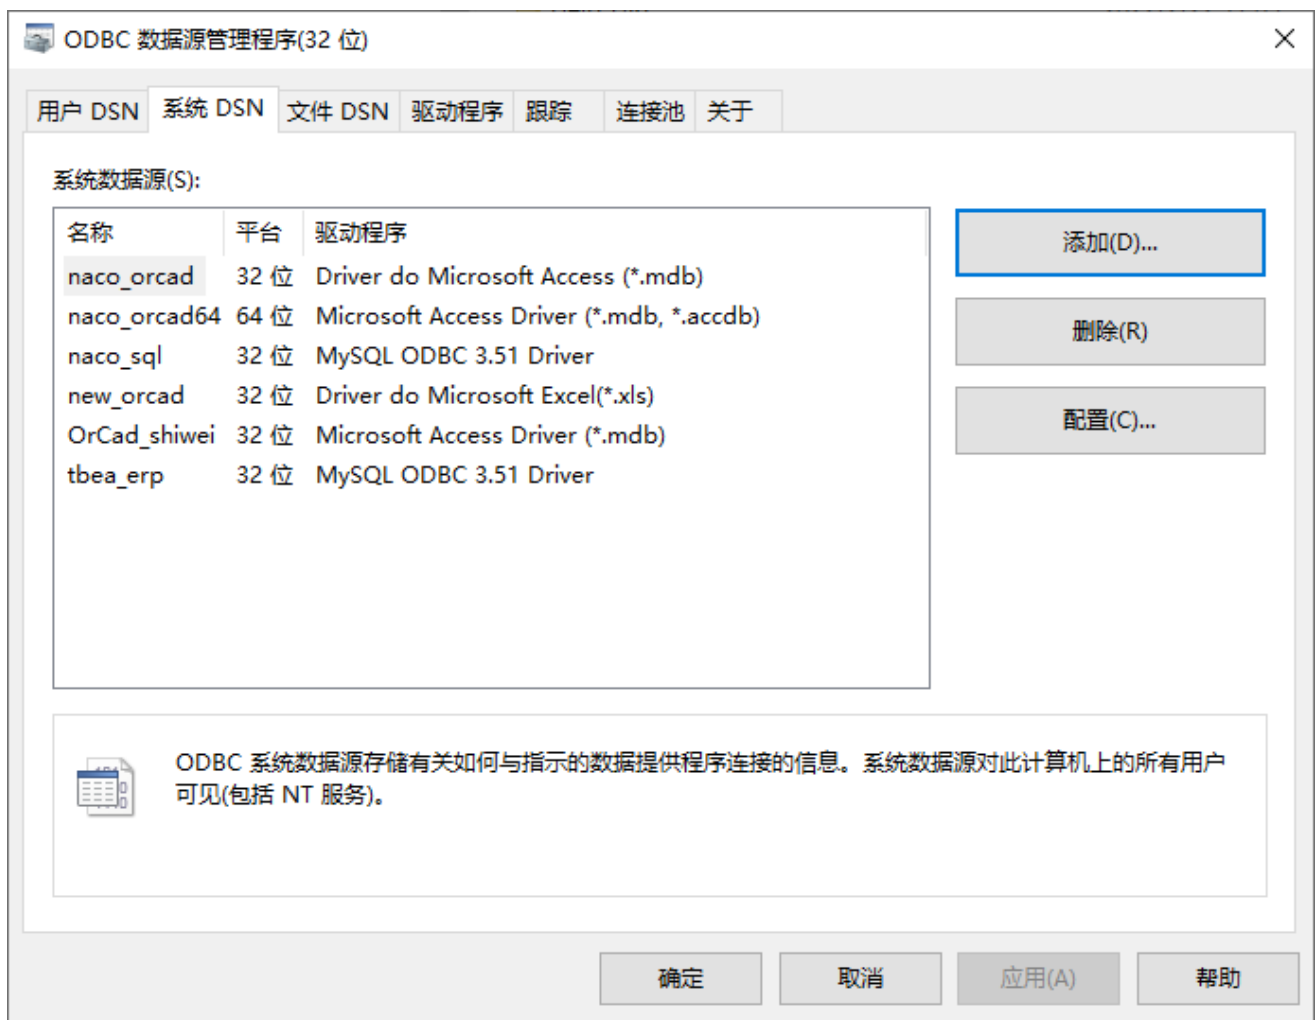 ODBC 数据源管理程序(32 位)
用户 DSN 系统 DSN 文件 DSN 驱动程序 跟踪 连接池 关于
系统数据源(S):
名称 平台 驱动程序
naco_orcad 32 位 Driver do Microsoft Access (*.mdb)
naco_orcad64 64 位 Microsoft Access Driver (*.mdb, *.accdb)
naco_sql 32 位 MySQL ODBC 3.51 Driver
new_orcad 32 位 Driver do Microsoft Excel(*.xls)
OrCad_shiwei 32 位 Microsoft Access Driver (*.mdb)
tbea_erp 32 位 MySQL ODBC 3.51 Driver
添加(D)...
删除(R)
配置(C)...
ODBC 系统数据源存储有关如何与指示的数据提供程序连接的信息。系统数据源对此计算机上的所有用户
可见(包括 NT 服务)。
确定 取消 应用(A) 帮助